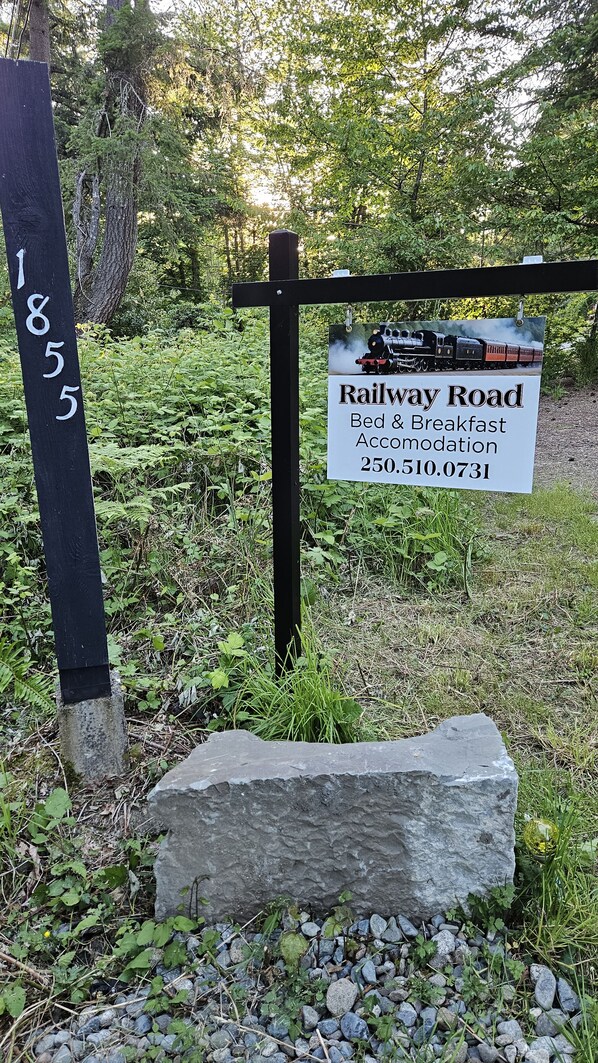 1855
Railway Road
Bed & Breakfast
Accomodation
250.510.0731